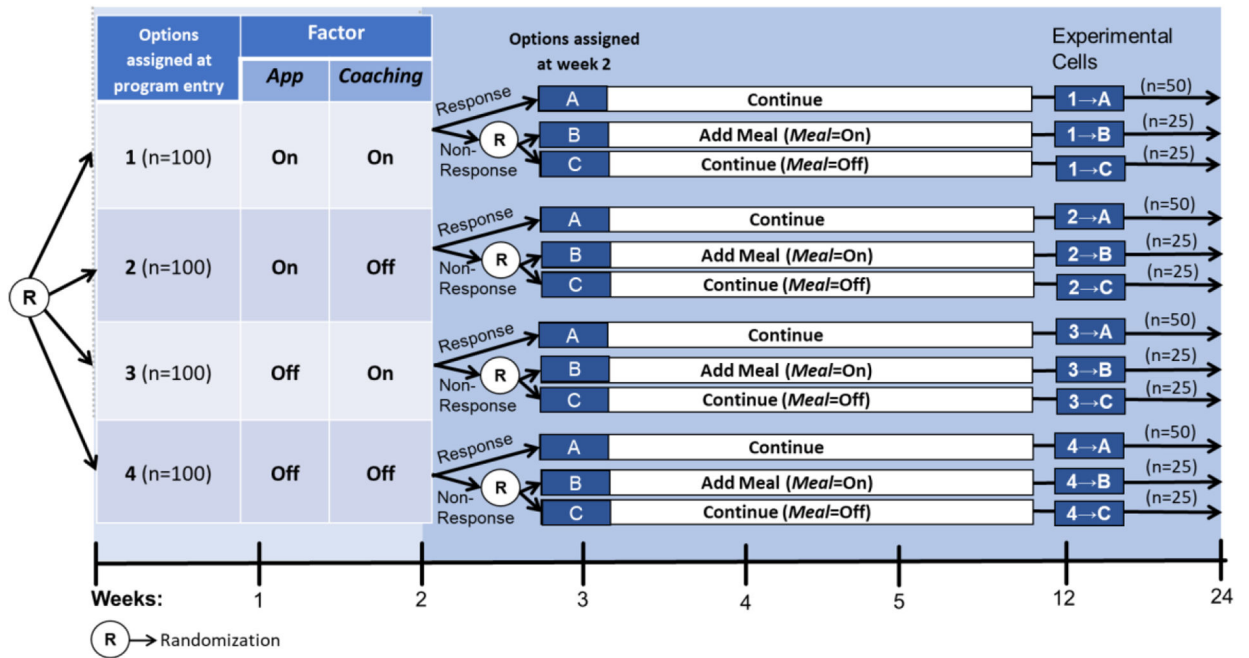 Options
assigned at
program entry
Factor
App
Coaching
Options assigned
at week 2
Experimental
Cells
1 (n=100)
On
On
Response
Non-
Response
R
A
Continue
1→A
(n=50)
B
Add Meal (Meal=On)
1→B
(n=25)
C
Continue (Meal=Off)
1→C
(n=25)
R
2 (n=100)
On
Off
Response
Non-
Response
R
A
Continue
2→A
(n=50)
B
Add Meal (Meal=On)
2→B
(n=25)
C
Continue (Meal=Off)
2→C
(n=25)
3 (n=100)
Off
On
Response
Non-
Response
R
A
Continue
3→A
(n=50)
B
Add Meal (Meal=On)
3→B
(n=25)
C
Continue (Meal=Off)
3→C
(n=25)
4 (n=100)
Off
Off
Response
Non-
Response
R
A
Continue
4→A
(n=50)
B
Add Meal (Meal=On)
4→B
(n=25)
C
Continue (Meal=Off)
4→C
(n=25)
Weeks:
1
2
3
4
5
12
24
R → Randomization